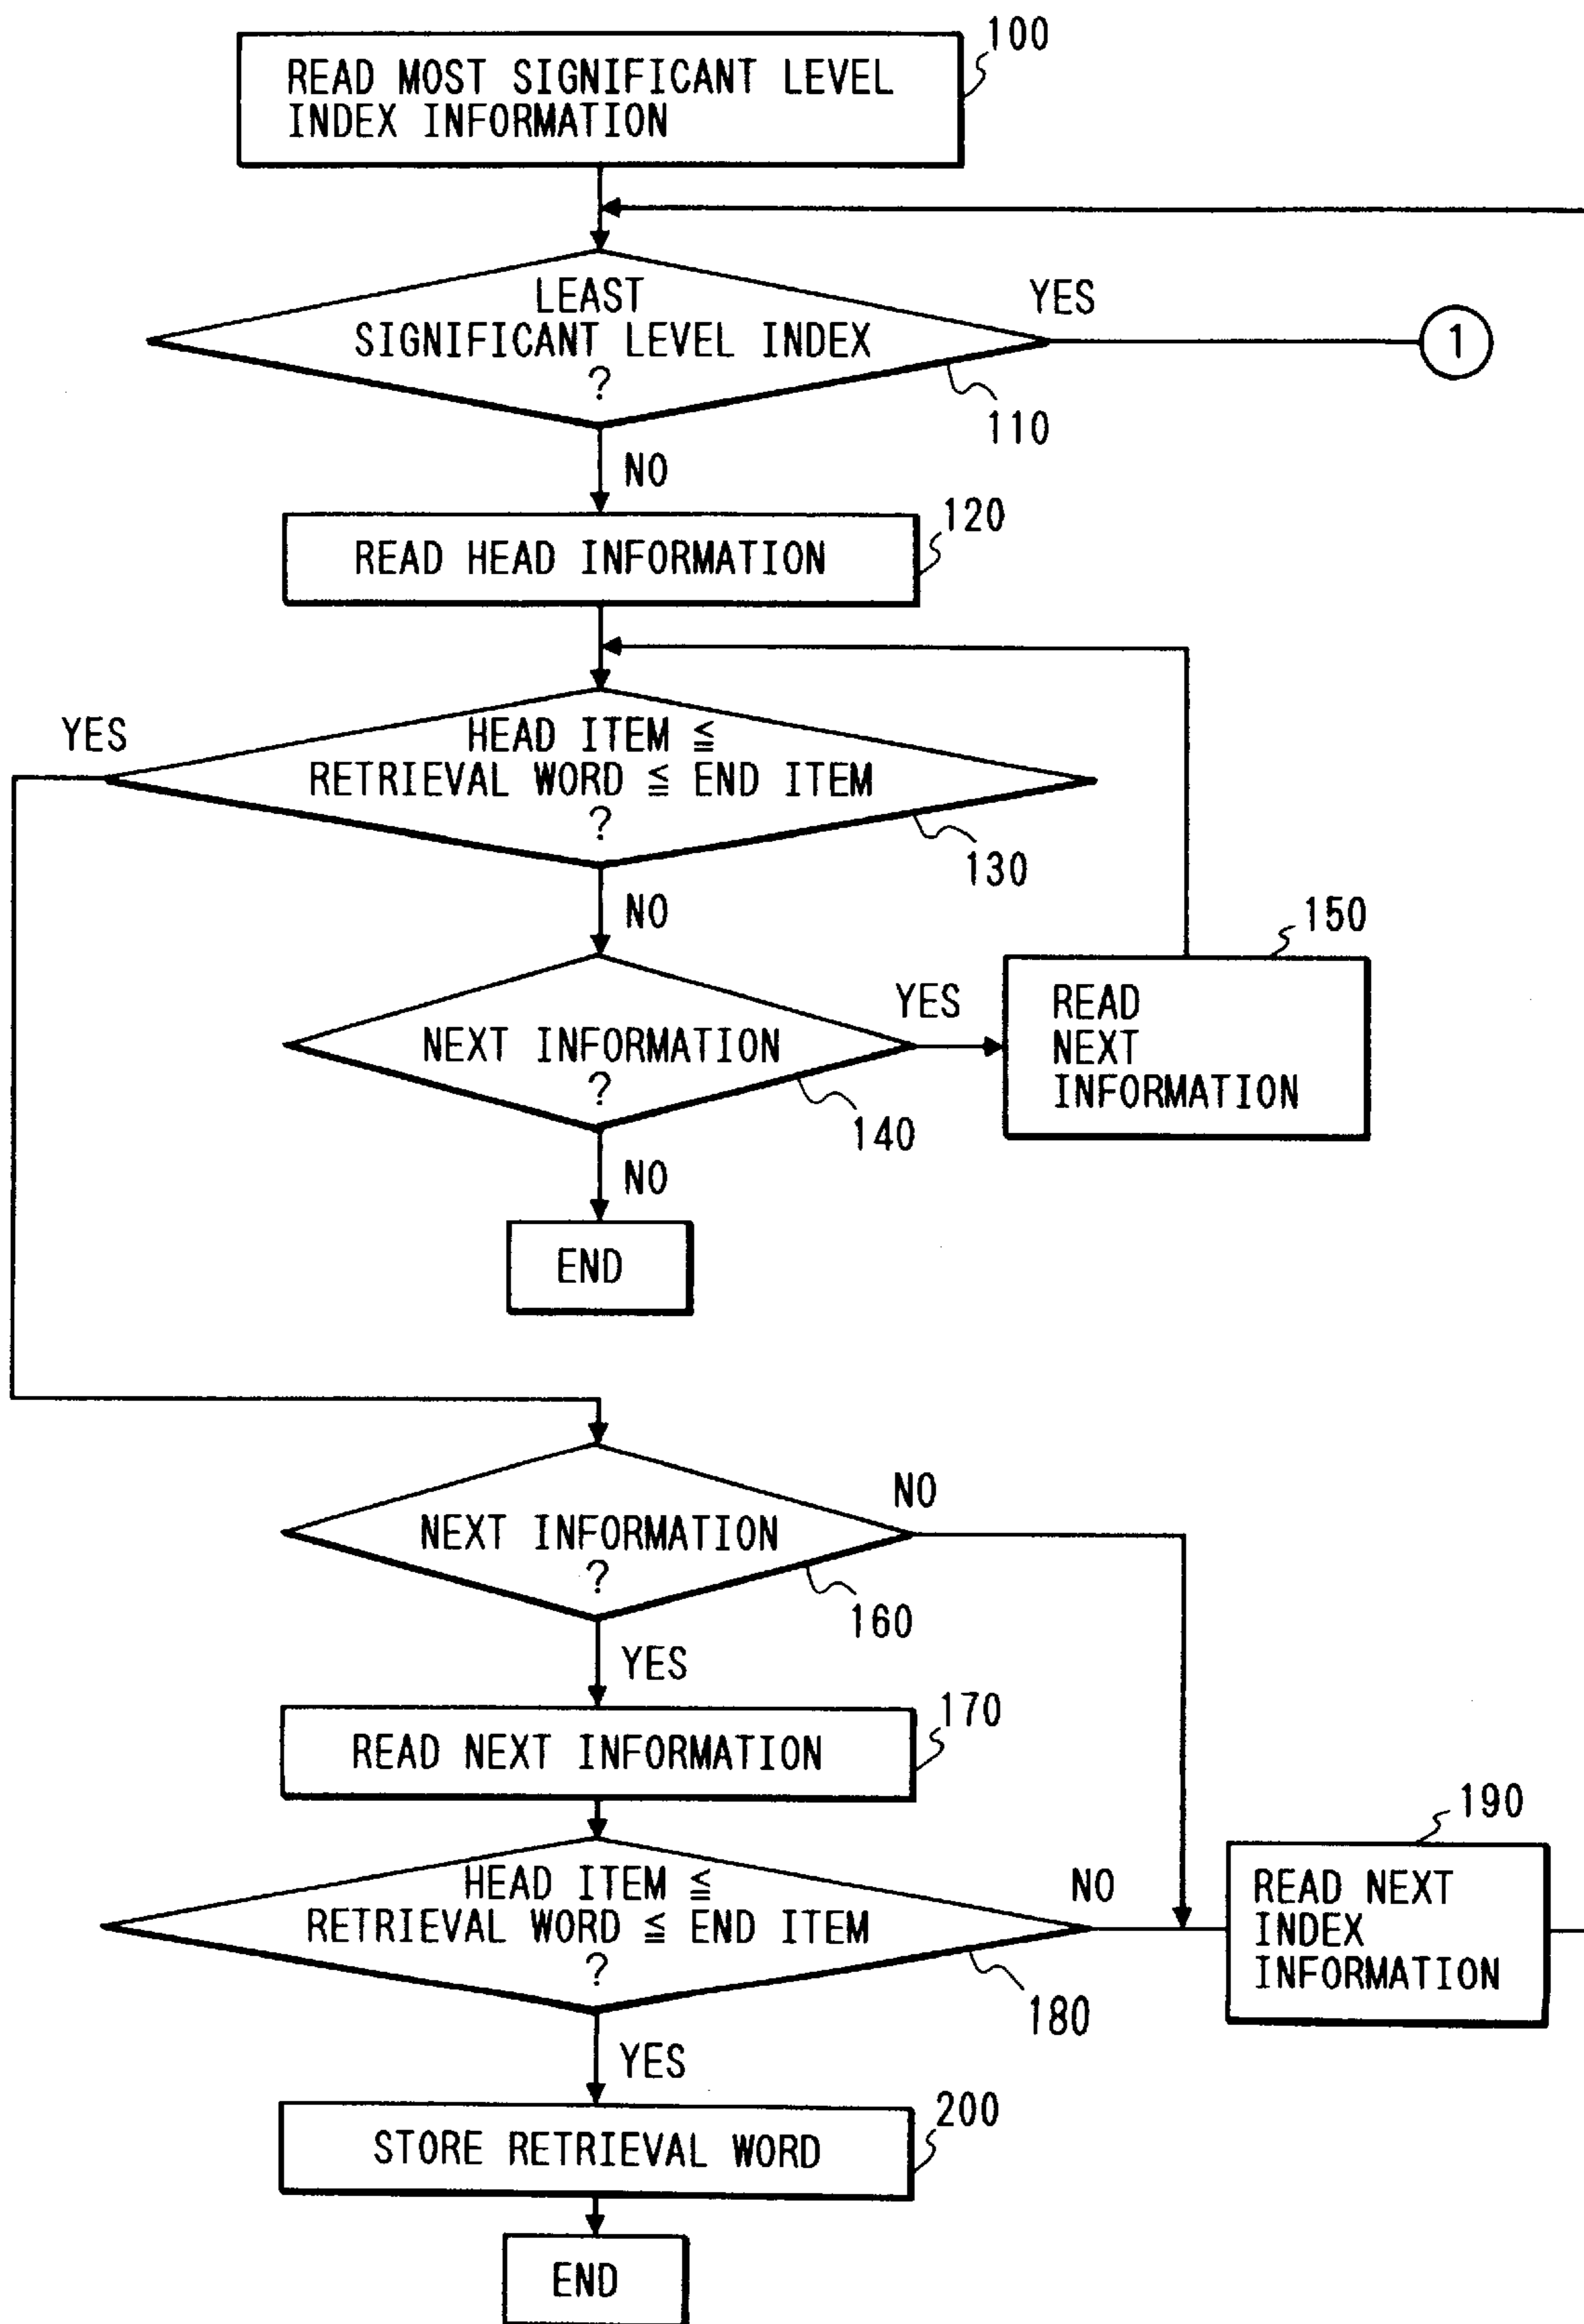 100
READ MOST SIGNIFICANT LEVEL
INDEX INFORMATION
LEAST
SIGNIFICANT LEVEL INDEX
?
YES
1
110
NO
120
READ HEAD INFORMATION
YES
HEAD ITEM ≦
RETRIEVAL WORD ≦ END ITEM
?
130
NO
150
YES
READ
NEXT
INFORMATION
NEXT INFORMATION
?
140
NO
END
NO
NEXT INFORMATION
?
160
YES
170
READ NEXT INFORMATION
190
HEAD ITEM ≦
RETRIEVAL WORD ≦ END ITEM
?
NO
READ NEXT
INDEX
INFORMATION
180
YES
200
STORE RETRIEVAL WORD
END